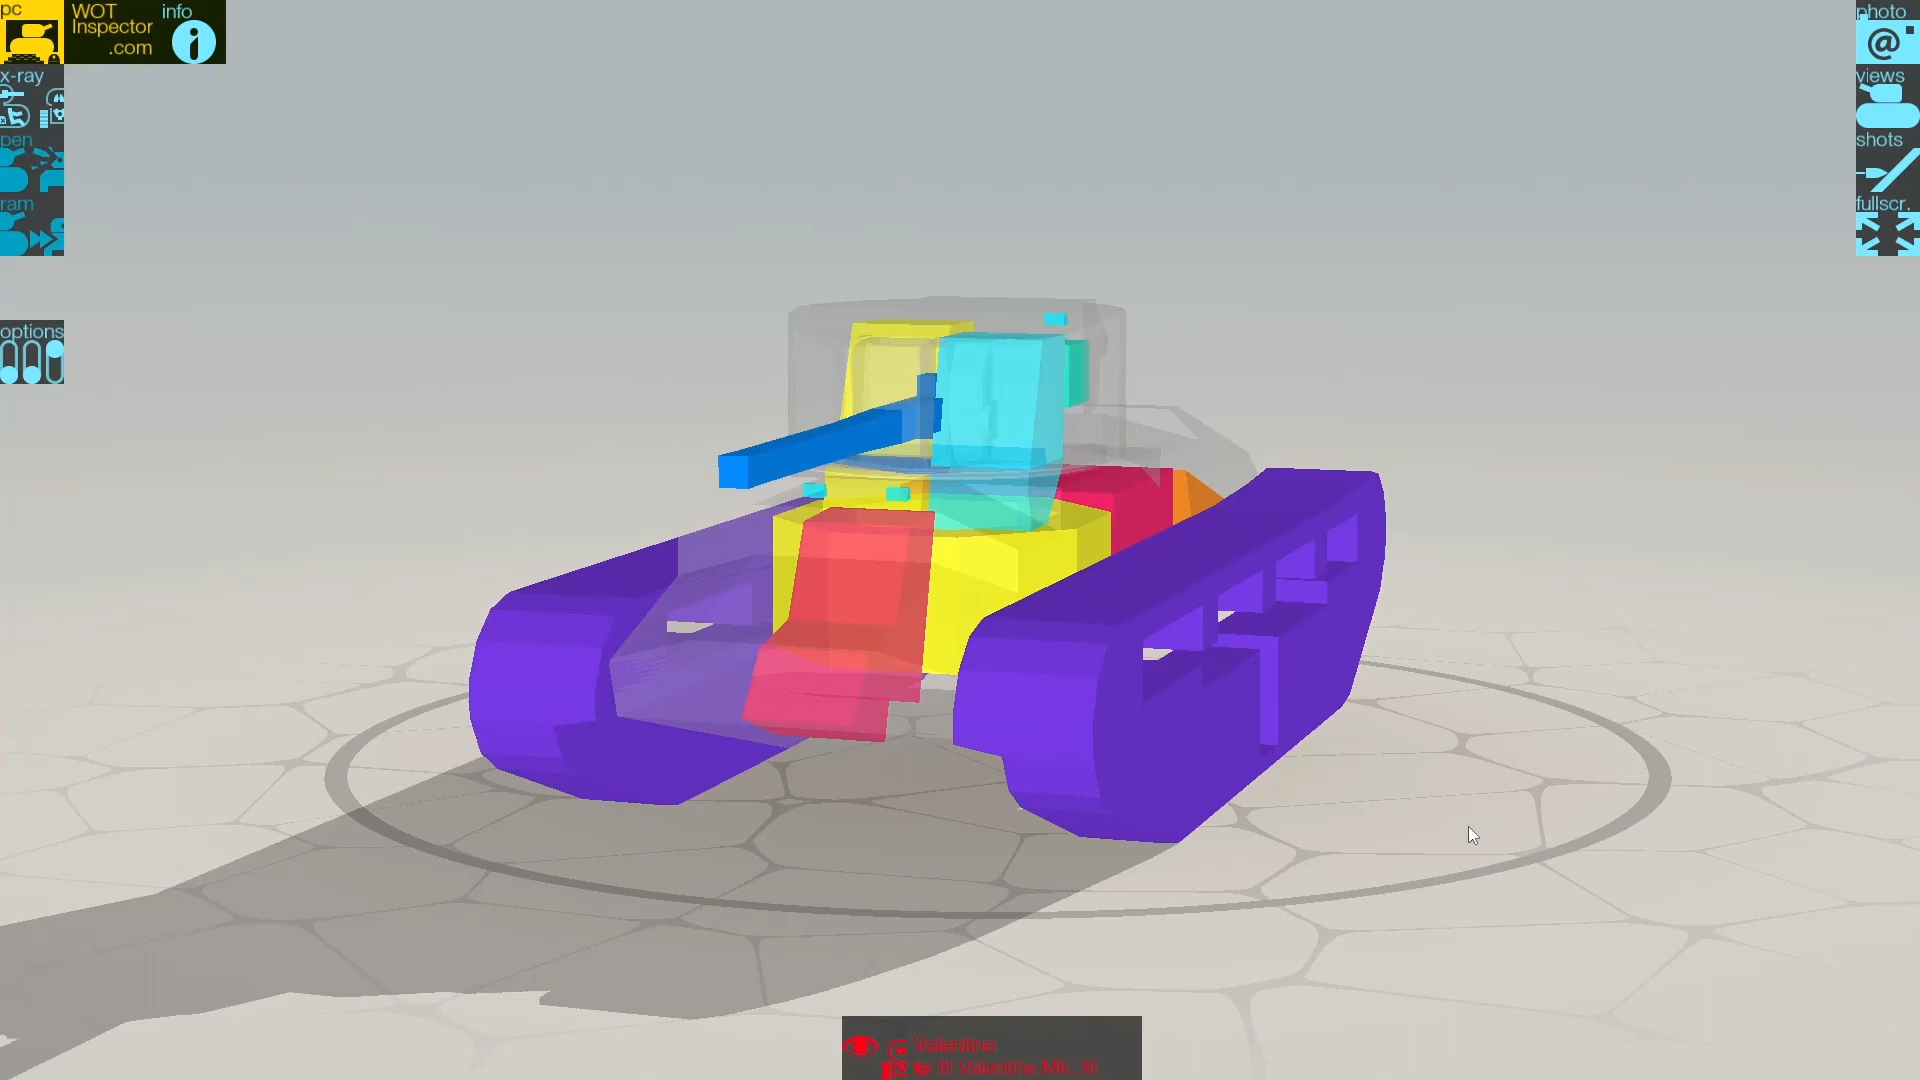 pc
WOT
Inspector
.com
info
x-ray
pen
ram
options
photo
@
views
shots
fullscr.
Valentine
III Valentine Mk. XI